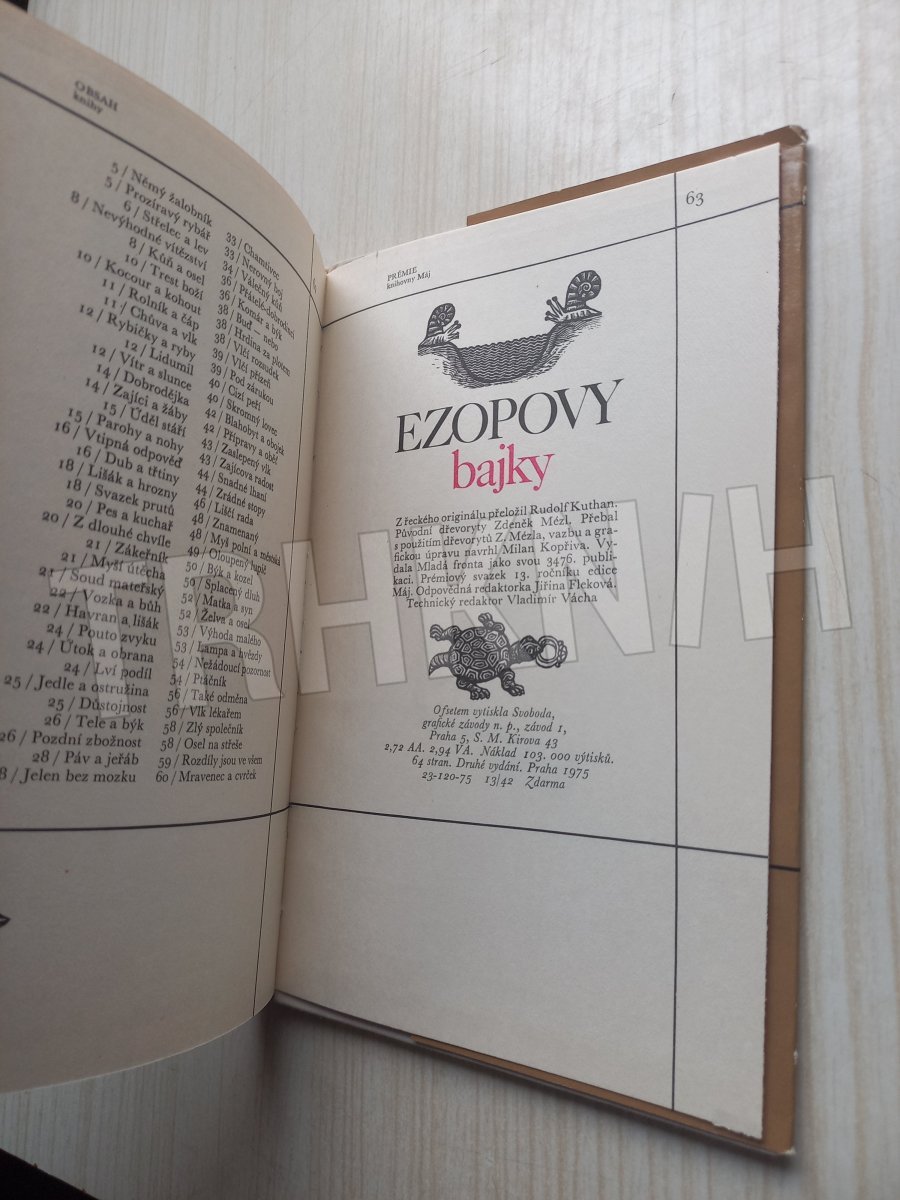 OBSAH
knihy
5 / Němý žalobník
5 / Prozíravý rybář
6 / Střelec a lev
8 / Nevýhodné vítězství
8 / Kůň a osel
10 / Trest boží
10 / Kocour a kohout
11 / Rolník a čáp
11 / Chůva a vlk
12 / Rybičky a ryby
12 / Lidumil
12 / Vítr a slunce
14 / Dobrodějka
14 / Zajíci a žáby
15 / Úděl stáří
15 / Parohy a nohy
16 / Vtipná odpověď
16 / Dub a třtiny
18 / Lišák a hrozny
18 / Svazek prutů
20 / Pes a kuchař
20 / Z dlouhé chvíle
21 / Zákeřník
21 / Myší útěcha
21 / Soud mateřský
22 / Vozka a bůh
22 / Havran a lišák
24 / Pouto zvyku
24 / Útok a obrana
24 / Lví podíl
25 / Jedle a ostružina
25 / Důstojnost
26 / Tele a býk
26 / Pozdní zbožnost
28 / Páv a jeřáb
8 / Jelen bez mozku
33 / Chamtivec
33 / Nerovný boj
34 / Válečný kůň
36 / Přátelé-dobrodinci
36 / Komár a býk
38 / Buď — nebo
38 / Hrdina za plotem
38 / Vlčí rozsudek
39 / Vlčí přízeň
39 / Pod zárukou
40 / Cizí peří
40 / Skromný lovec
42 / Blahobyt a obojek
42 / Přípravy a oběť
43 / Zaslepený vlk
43 / Zajícova radost
44 / Snadné lhaní
44 / Zrádné stopy
46 / Liščí rada
48 / Znamenaný
48 / Myš polní a městská
49 / Oloupený lupič
50 / Býk a kozel
50 / Splacený dluh
52 / Matka a syn
52 / Želva a osel
53 / Výhoda malého
53 / Lampa a hvězdy
54 / Nežádoucí pozornost
54 / Ptáčník
56 / Také odměna
56 / Vlk lékařem
58 / Zlý společník
58 / Osel na střeše
59 / Rozdíly jsou ve všem
60 / Mravenec a cvrček
63
PRÉMIE
knihovny Máj
EZOPOVY
bajky
Z řeckého originálu přeložil Rudolf Kuthan.
Původní dřevoryty Zdeněk Mézl. Přebal
s použitím dřevorytů Z. Mézla, vazbu a gra-
fickou úpravu navrhl Milan Kopřiva. Vy-
dala Mladá fronta jako svou 3476. publi-
kaci. Prémiový svazek 13. ročníku edice
Máj. Odpovědná redaktorka Jiřina Fleková.
Technický redaktor Vladimír Vácha
Ofsetem vytiskla Svoboda,
grafické závody n. p., závod 1,
Praha 5, S. M. Kirova 43
2,72 AA. 2,94 VA. Náklad 103.000 výtisků.
64 stran. Druhé vydání. Praha 1975
23-120-75 13/42 Zdarma